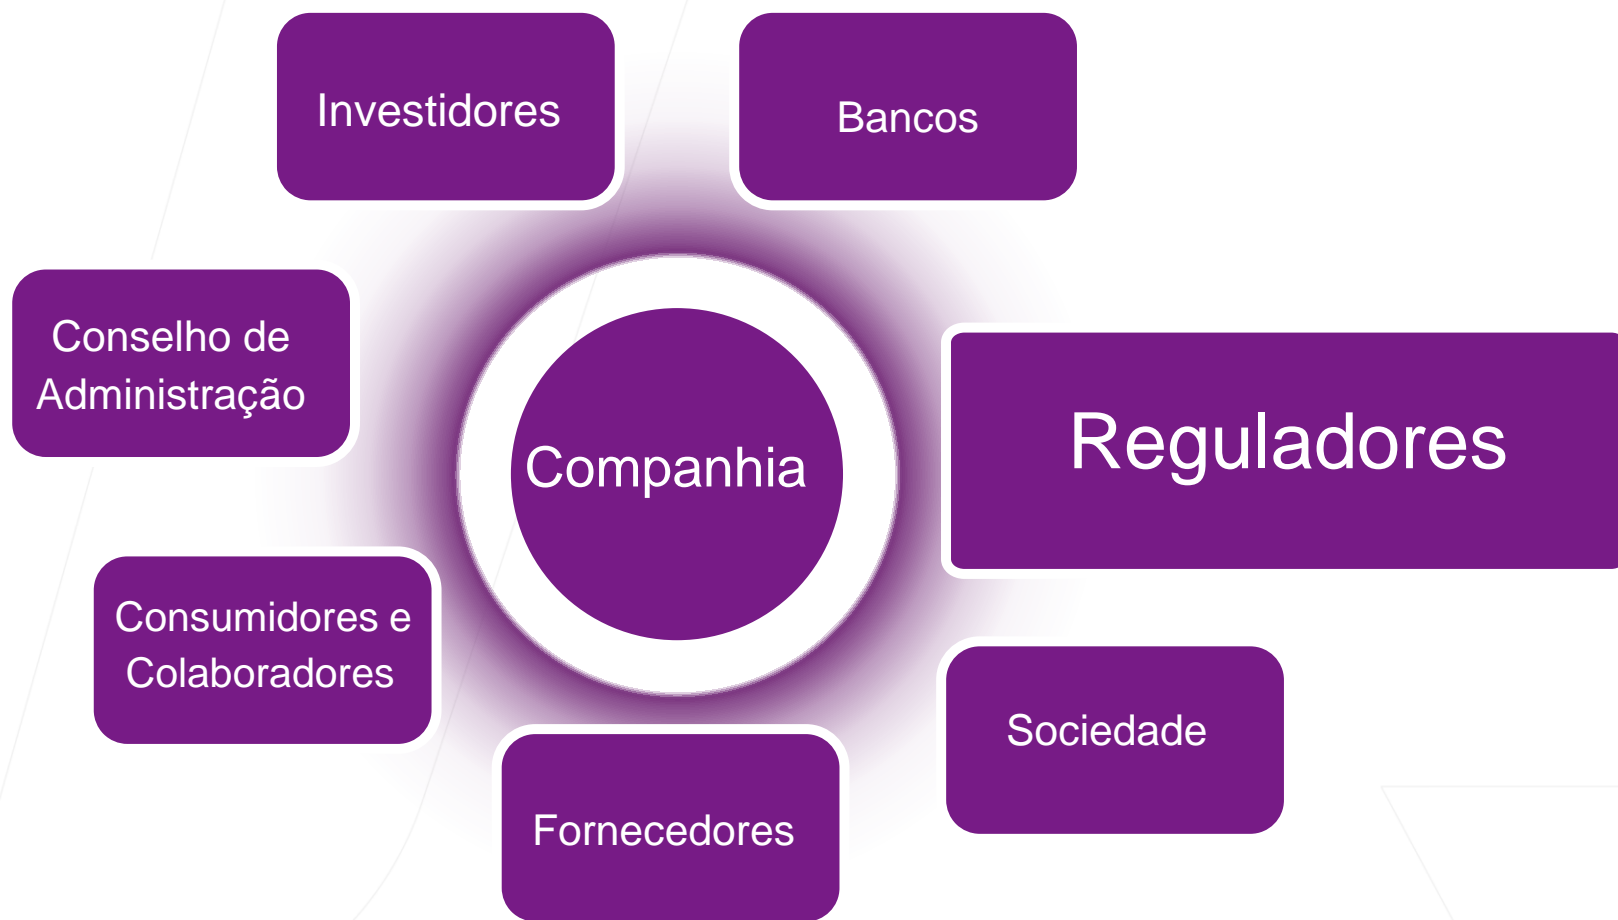 Investidores
Bancos
Conselho de
Administração
Companhia
Reguladores
Consumidores e
Colaboradores
Sociedade
Fornecedores